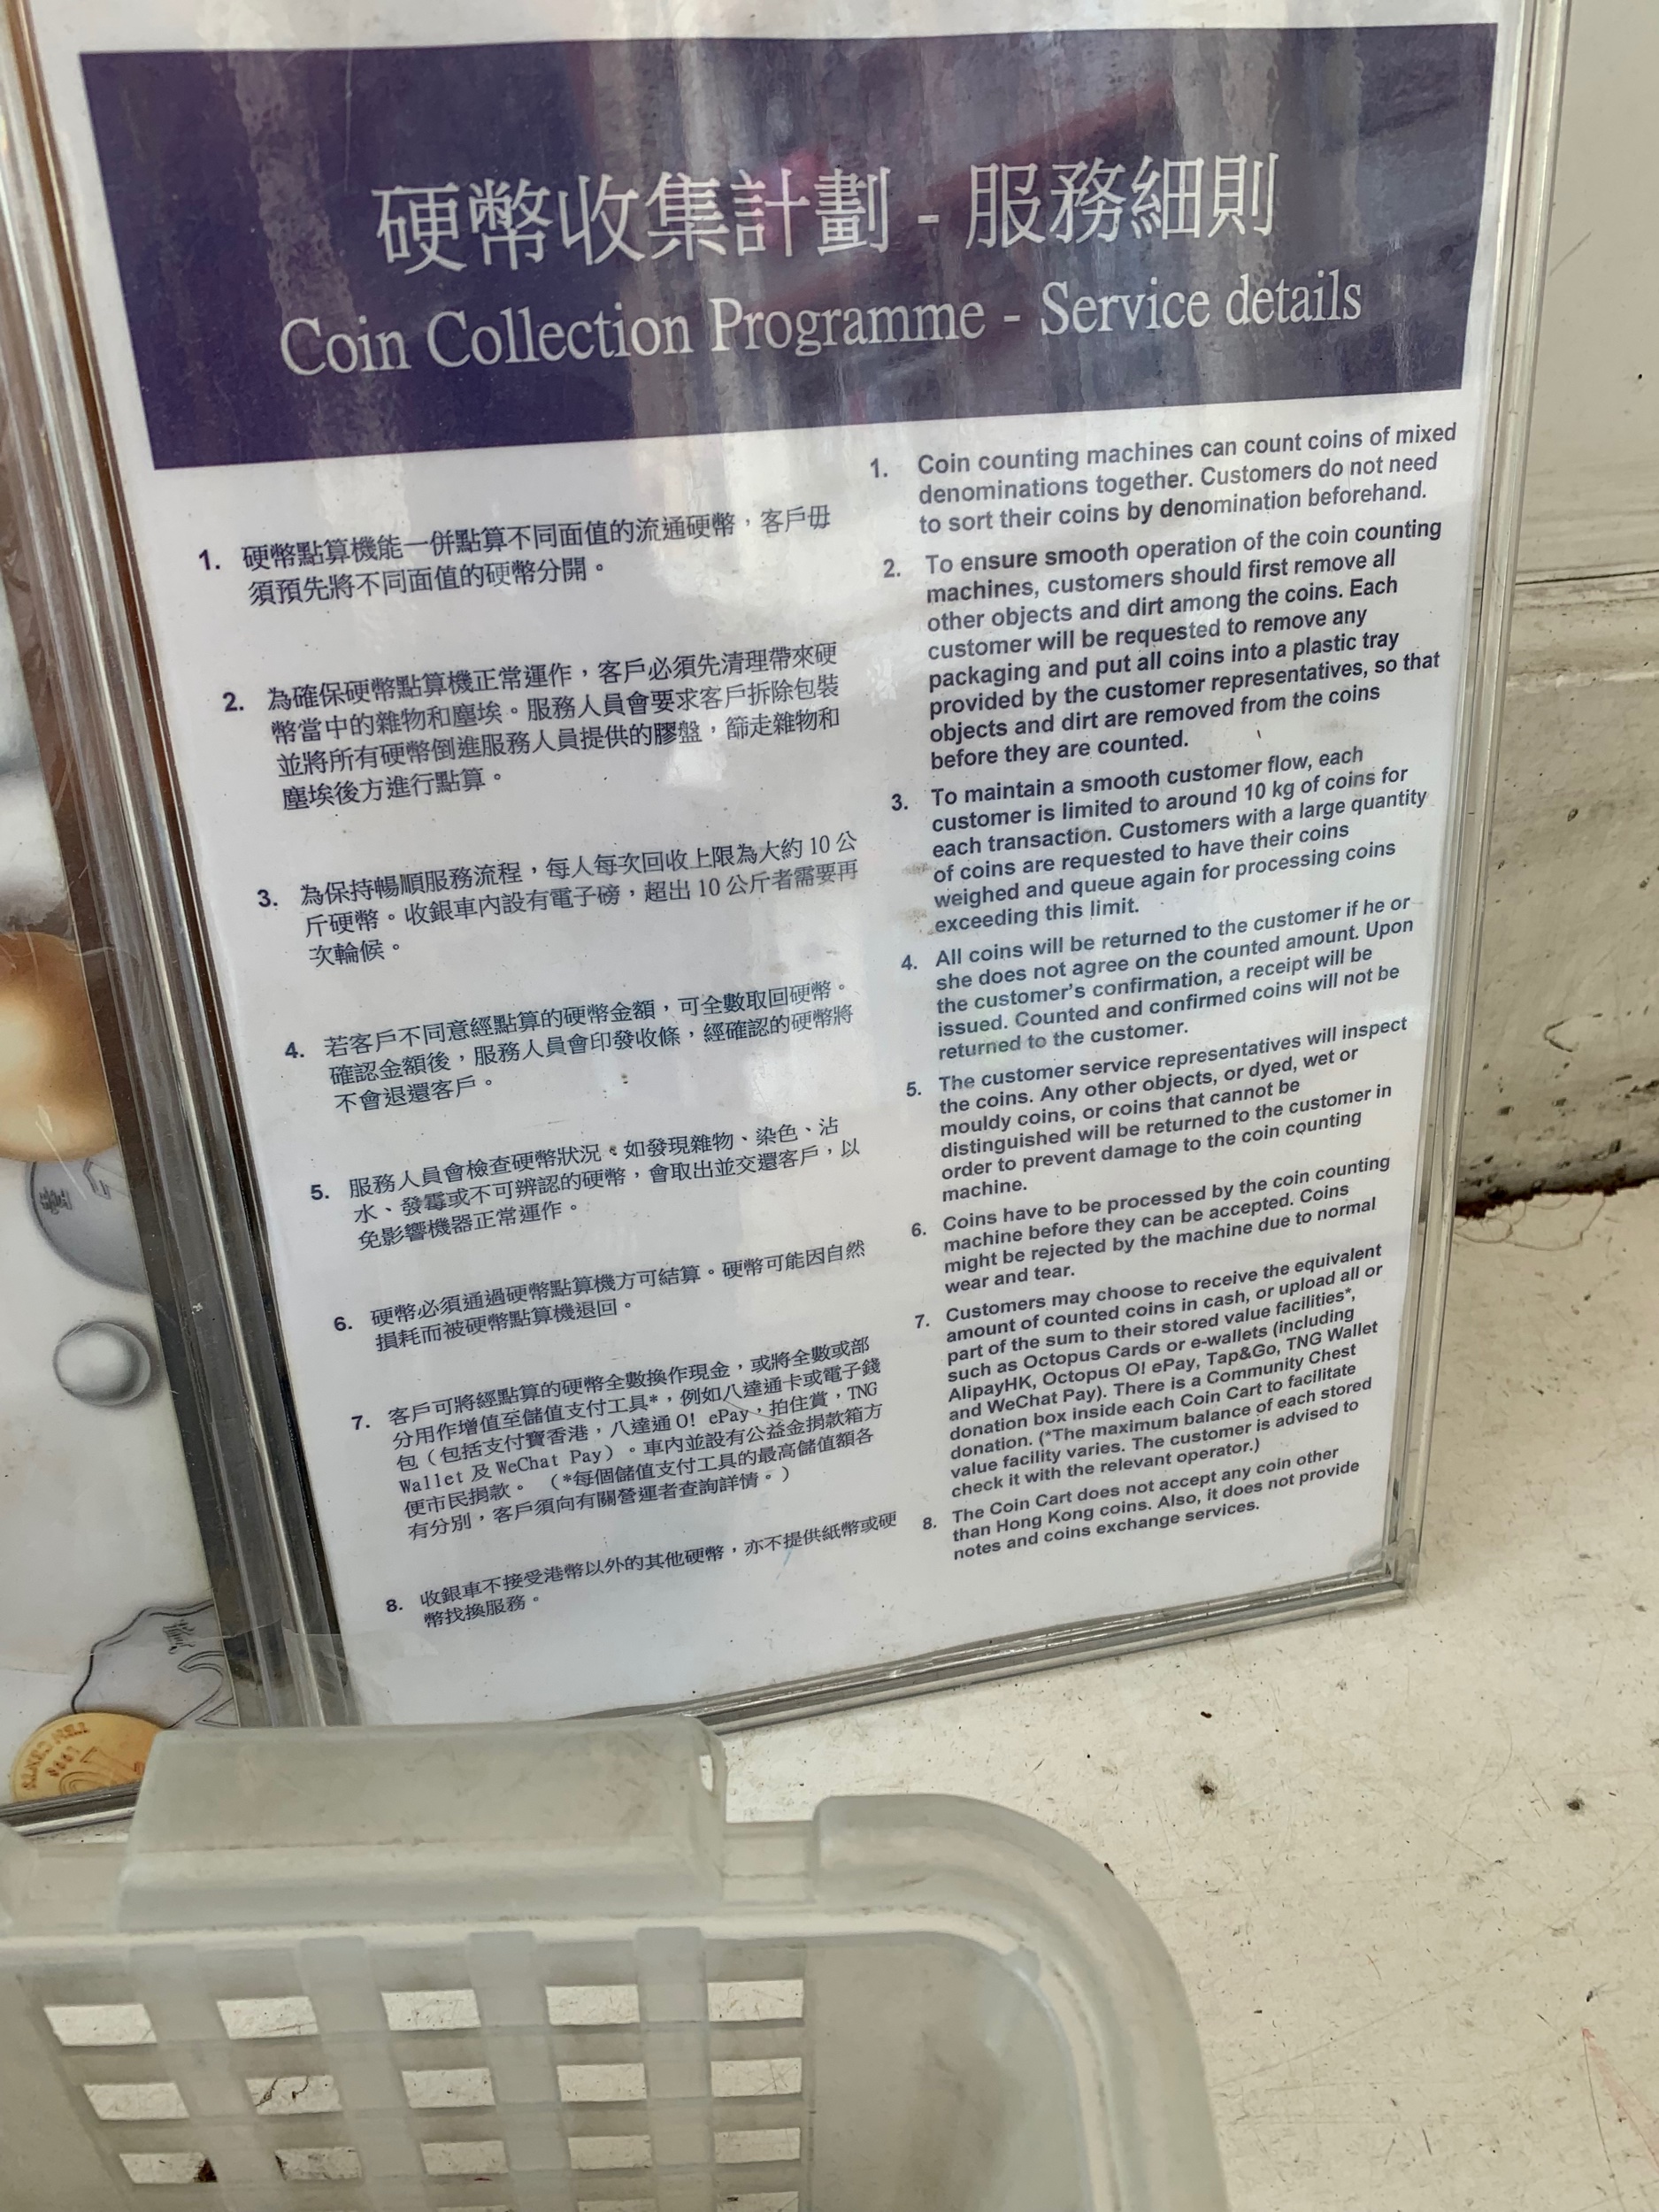 硬幣收集計劃 - 服務細則
Coin Collection Programme - Service details
1. 硬幣點算機能一併點算不同面值的流通硬幣，客戶毋
須預先將不同面值的硬幣分開。
2. 為確保硬幣點算機正常運作，客戶必須先清理帶來硬
幣當中的雜物和塵埃。服務人員會要求客戶拆除包裝
並將所有硬幣倒進服務人員提供的膠盤，篩走雜物和
塵埃後方進行點算。
3. 為保持暢順服務流程，每人每次回收上限為大約 10 公
斤硬幣。收銀車內設有電子磅，超出 10 公斤者需要再
次輪候。
4. 若客戶不同意經點算的硬幣金額，可全數取回硬幣。
確認金額後，服務人員會印發收條，經確認的硬幣將
不會退還客戶。
5. 服務人員會檢查硬幣狀況。如發現雜物、染色、沾
水、發霉或不可辨認的硬幣，會取出並交還客戶，以
免影響機器正常運作。
6. 硬幣必須通過硬幣點算機方可結算。硬幣可能因自然
損耗而被硬幣點算機退回。
7. 客戶可將經點算的硬幣全數換作現金，或將全數或部
分用作增值至儲值支付工具*，例如八達通卡或電子錢
包（包括支付寶香港，八達通 O! ePay，拍住賞，TNG
Wallet 及 WeChat Pay）。車內並設有公益金捐款箱方
便市民捐款。（*每個儲值支付工具的最高儲值額各
有分別，客戶須向有關營運者查詢詳情。）
8. 收銀車不接受港幣以外的其他硬幣，亦不提供紙幣或硬
幣找換服務。
1. Coin counting machines can count coins of mixed
denominations together. Customers do not need
to sort their coins by denomination beforehand.
2. To ensure smooth operation of the coin counting
machines, customers should first remove all
other objects and dirt among the coins. Each
customer will be requested to remove any
packaging and put all coins into a plastic tray
provided by the customer representatives, so that
objects and dirt are removed from the coins
before they are counted.
3. To maintain a smooth customer flow, each
customer is limited to around 10 kg of coins for
each transaction. Customers with a large quantity
of coins are requested to have their coins
weighed and queue again for processing coins
exceeding this limit.
4. All coins will be returned to the customer if he or
she does not agree on the counted amount. Upon
the customer's confirmation, a receipt will be
issued. Counted and confirmed coins will not be
returned to the customer.
5. The customer service representatives will inspect
the coins. Any other objects, or dyed, wet or
mouldy coins, or coins that cannot be
distinguished will be returned to the customer in
order to prevent damage to the coin counting
machine.
6. Coins have to be processed by the coin counting
machine before they can be accepted. Coins
might be rejected by the machine due to normal
wear and tear.
7. Customers may choose to receive the equivalent
amount of counted coins in cash, or upload all or
part of the sum to their stored value facilities*,
such as Octopus Cards or e-wallets (including
AlipayHK, Octopus O! ePay, Tap&Go, TNG Wallet
and WeChat Pay). There is a Community Chest
donation box inside each Coin Cart to facilitate
donation. (*The maximum balance of each stored
value facility varies. The customer is advised to
check it with the relevant operator.)
8. The Coin Cart does not accept any coin other
than Hong Kong coins. Also, it does not provide
notes and coins exchange services.